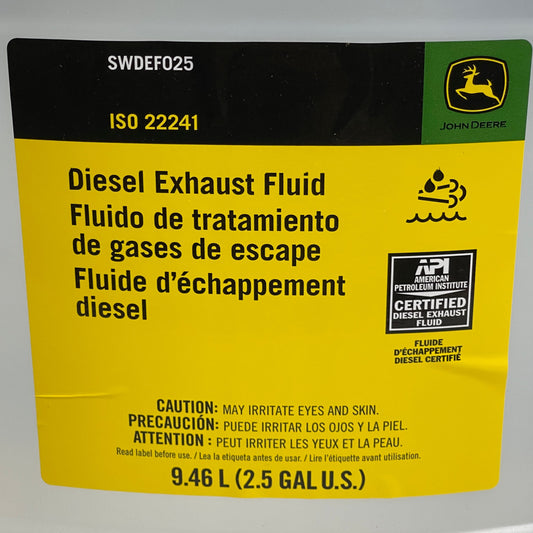 SWDEF025
JOHN DEERE
ISO 22241
Diesel Exhaust Fluid
Fluido de tratamiento
de gases de escape
Fluide d'échappement
diesel
API
AMERICAN
PETROLEUM INSTITUTE
CERTIFIED
DIESEL EXHAUST
FLUID
FLUIDE
D'ÉCHAPPEMENT
DIESEL CERTIFIÉ
CAUTION: MAY IRRITATE EYES AND SKIN.
PRECAUCIÓN: PUEDE IRRITAR LOS OJOS Y LA PIEL.
ATTENTION : PEUT IRRITER LES YEUX ET LA PEAU.
Read label before use. / Lea la etiqueta antes de usar. / Lire l'étiquette avant utilisation.
9.46 L (2.5 GAL U.S.)